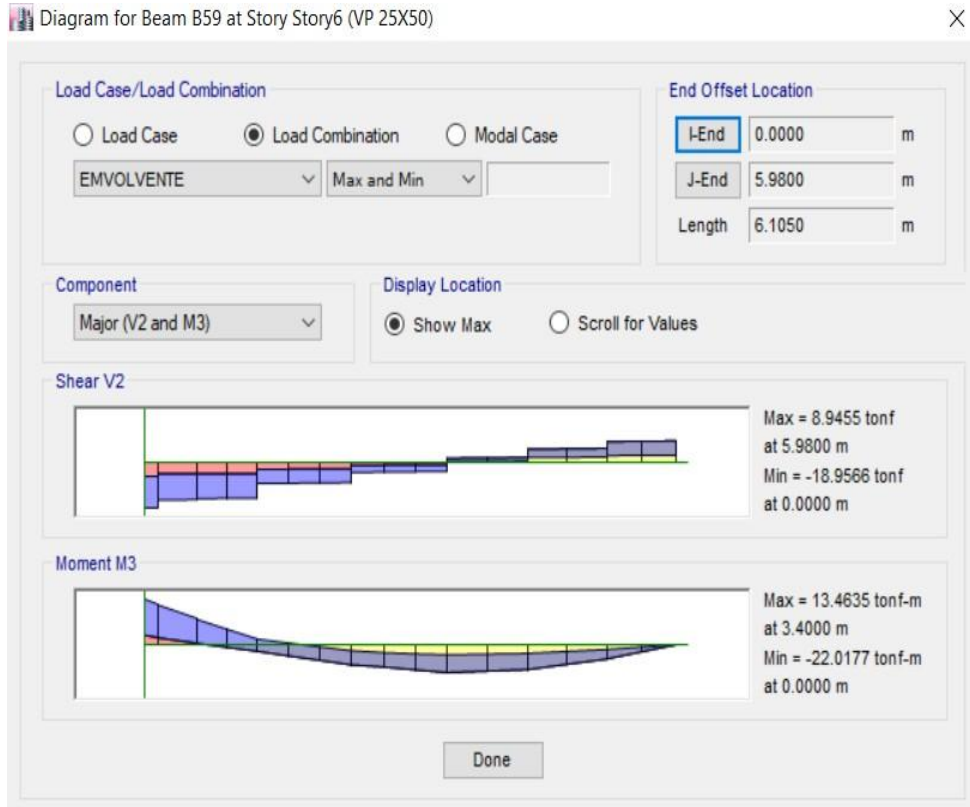 Diagram for Beam B59 at Story Story6 (VP 25X50)
Load Case/Load Combination
Load Case
Load Combination
Modal Case
EMVOLVENTE
Max and Min
End Offset Location
I-End
0.0000
m
J-End
5.9800
m
Length
6.1050
m
Component
Major (V2 and M3)
Display Location
Show Max
Scroll for Values
Shear V2
Max = 8.9455 tonf
at 5.9800 m
Min = -18.9566 tonf
at 0.0000 m
Moment M3
Max = 13.4635 tonf-m
at 3.4000 m
Min = -22.0177 tonf-m
at 0.0000 m
Done